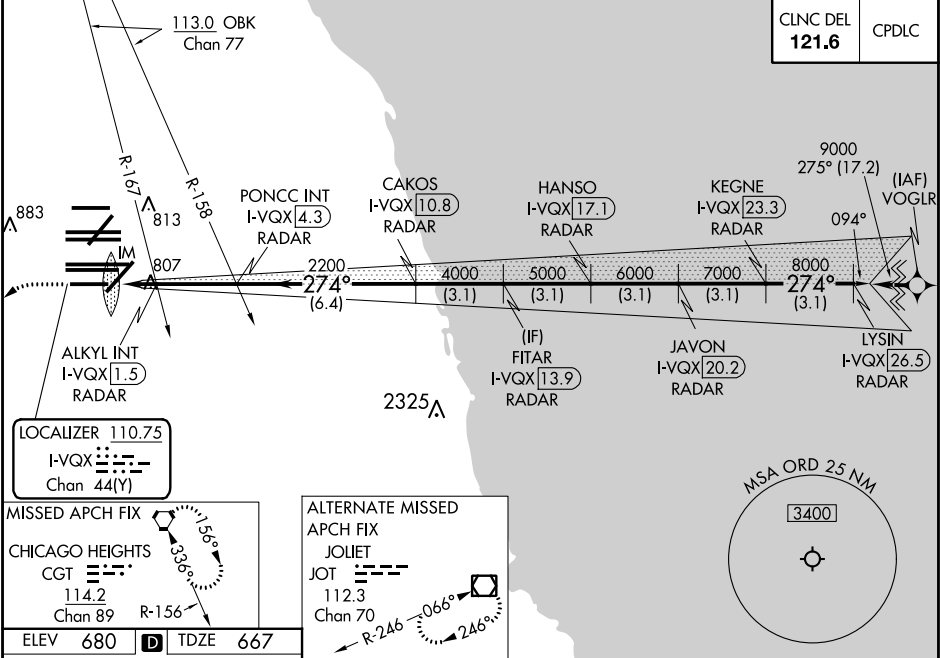 113.0 OBK
Chan 77
CLNC DEL
121.6
CPDLC
9000
275° (17.2)
(IAF)
VOGLR
094°
R-167
R-158
883
813
IM
807
PONCC INT
I-VQX 4.3
RADAR
CAKOS
I-VQX 10.8
RADAR
HANSO
I-VQX 17.1
RADAR
KEGNE
I-VQX 23.3
RADAR
2200
274°
(6.4)
4000
(3.1)
5000
(3.1)
6000
(3.1)
7000
(3.1)
8000
274°
(3.1)
ALKYL INT
I-VQX 1.5
RADAR
(IF)
FITAR
I-VQX 13.9
RADAR
JAVON
I-VQX 20.2
RADAR
LYSIN
I-VQX 26.5
RADAR
2325
LOCALIZER 110.75
I-VQX
Chan 44(Y)
MSA ORD 25 NM
3400
MISSED APCH FIX
CHICAGO HEIGHTS
CGT
114.2
Chan 89
156°
336°
R-156
ALTERNATE MISSED
APCH FIX
JOLIET
JOT
112.3
Chan 70
R-246
066°
246°
ELEV 680 D TDZE 667